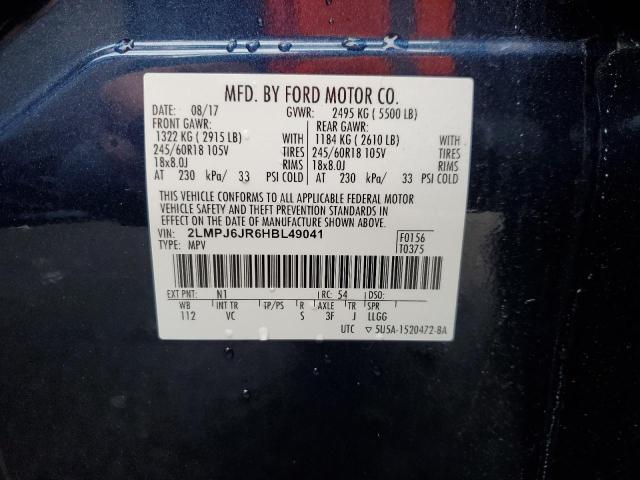 MFD. BY FORD MOTOR CO.
DATE: 08/17 GVWR: 2495 KG ( 5500 LB)
FRONT GAWR: REAR GAWR:
1322 KG ( 2915 LB) WITH 1184 KG ( 2610 LB) WITH
245/60R18 105V TIRES 245/60R18 105V TIRES
18x8.0J RIMS 18x8.0J RIMS
AT 230 kPa/ 33 PSI COLD AT 230 kPa/ 33 PSI COLD
THIS VEHICLE CONFORMS TO ALL APPLICABLE FEDERAL MOTOR
VEHICLE SAFETY AND THEFT PREVENTION STANDARDS IN
EFFECT ON THE DATE OF MANUFACTURE SHOWN ABOVE.
VIN: 2LMPJ6JR6HBL49041 F0156
TYPE: MPV T0375
EXT PNT: N1 RC: 54 DSO:
WB INT TR TP/PS R AXLE TR SPR
112 VC S 3F J LLGG
UTC ▽5U5A-1520472-BA